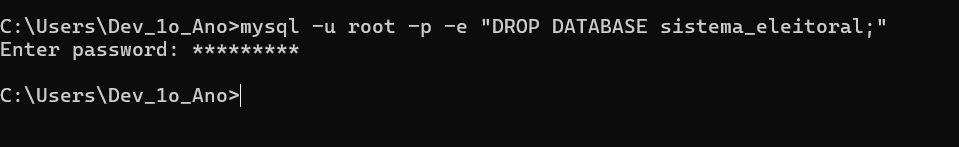 C:\Users\Dev_1o_Ano>mysql -u root -p -e "DROP DATABASE sistema_eleitoral;"
Enter password: *********
C:\Users\Dev_1o_Ano>